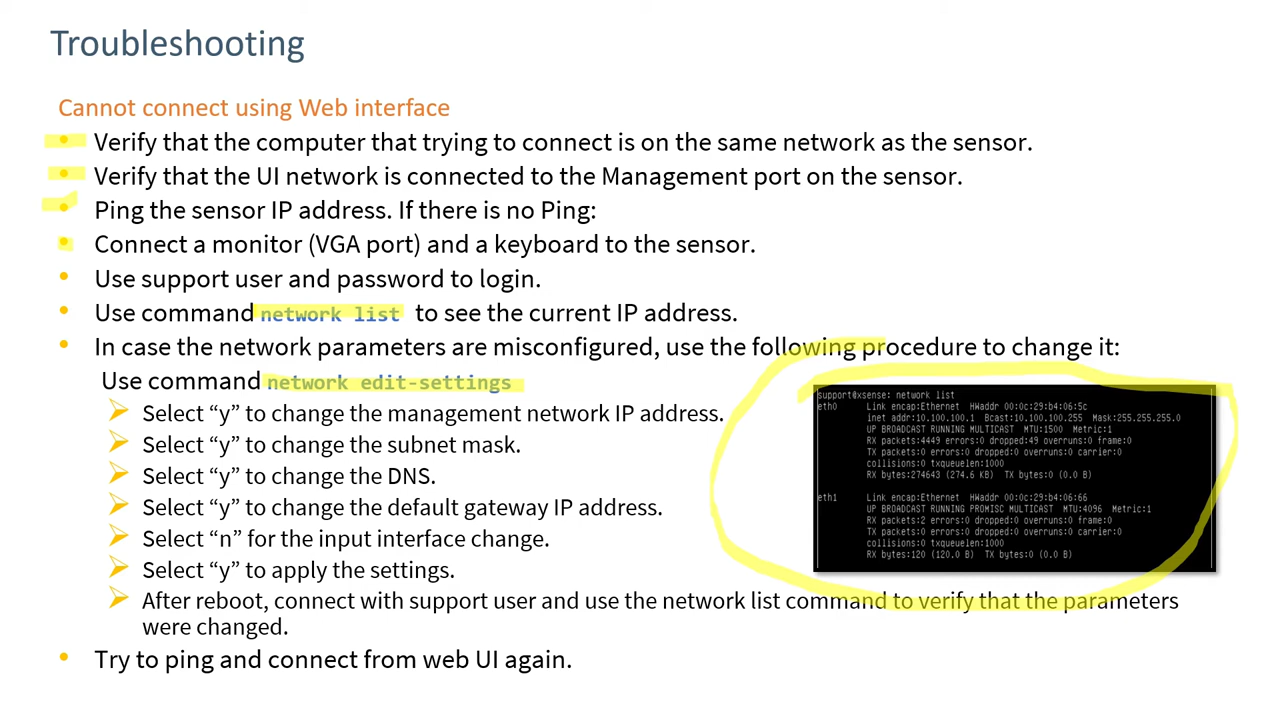 Troubleshooting
Cannot connect using Web interface
• Verify that the computer that trying to connect is on the same network as the sensor.
• Verify that the UI network is connected to the Management port on the sensor.
• Ping the sensor IP address. If there is no Ping:
• Connect a monitor (VGA port) and a keyboard to the sensor.
• Use support user and password to login.
• Use command network list to see the current IP address.
• In case the network parameters are misconfigured, use the following procedure to change it:
Use command network edit-settings
➢ Select “y” to change the management network IP address.
➢ Select “y” to change the subnet mask.
➢ Select “y” to change the DNS.
➢ Select “y” to change the default gateway IP address.
➢ Select “n” for the input interface change.
➢ Select “y” to apply the settings.
➢ After reboot, connect with support user and use the network list command to verify that the parameters
were changed.
• Try to ping and connect from web UI again.
support@xsense: network list
eth0 Link encap:Ethernet HWaddr 00:0c:29:b4:06:5c
inet addr:10.100.100.1 Bcast:10.100.100.255 Mask:255.255.255.0
UP BROADCAST RUNNING MULTICAST MTU:1500 Metric:1
RX packets:4449 errors:0 dropped:49 overruns:0 frame:0
TX packets:0 errors:0 dropped:0 overruns:0 carrier:0
collisions:0 txqueuelen:1000
RX bytes:274643 (274.6 KB) TX bytes:0 (0.0 B)
eth1 Link encap:Ethernet HWaddr 00:0c:29:b4:06:66
UP BROADCAST RUNNING PROMISC MULTICAST MTU:4096 Metric:1
RX packets:2 errors:0 dropped:0 overruns:0 frame:0
TX packets:0 errors:0 dropped:0 overruns:0 carrier:0
collisions:0 txqueuelen:1000
RX bytes:120 (120.0 B) TX bytes:0 (0.0 B)